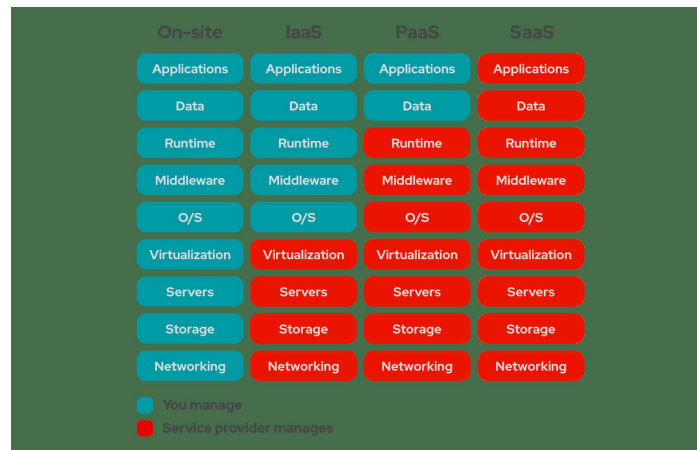 On-site IaaS PaaS SaaS
Applications Applications Applications Applications
Data Data Data Data
Runtime Runtime Runtime Runtime
Middleware Middleware Middleware Middleware
O/S O/S O/S O/S
Virtualization Virtualization Virtualization Virtualization
Servers Servers Servers Servers
Storage Storage Storage Storage
Networking Networking Networking Networking
You manage
Service provider manages